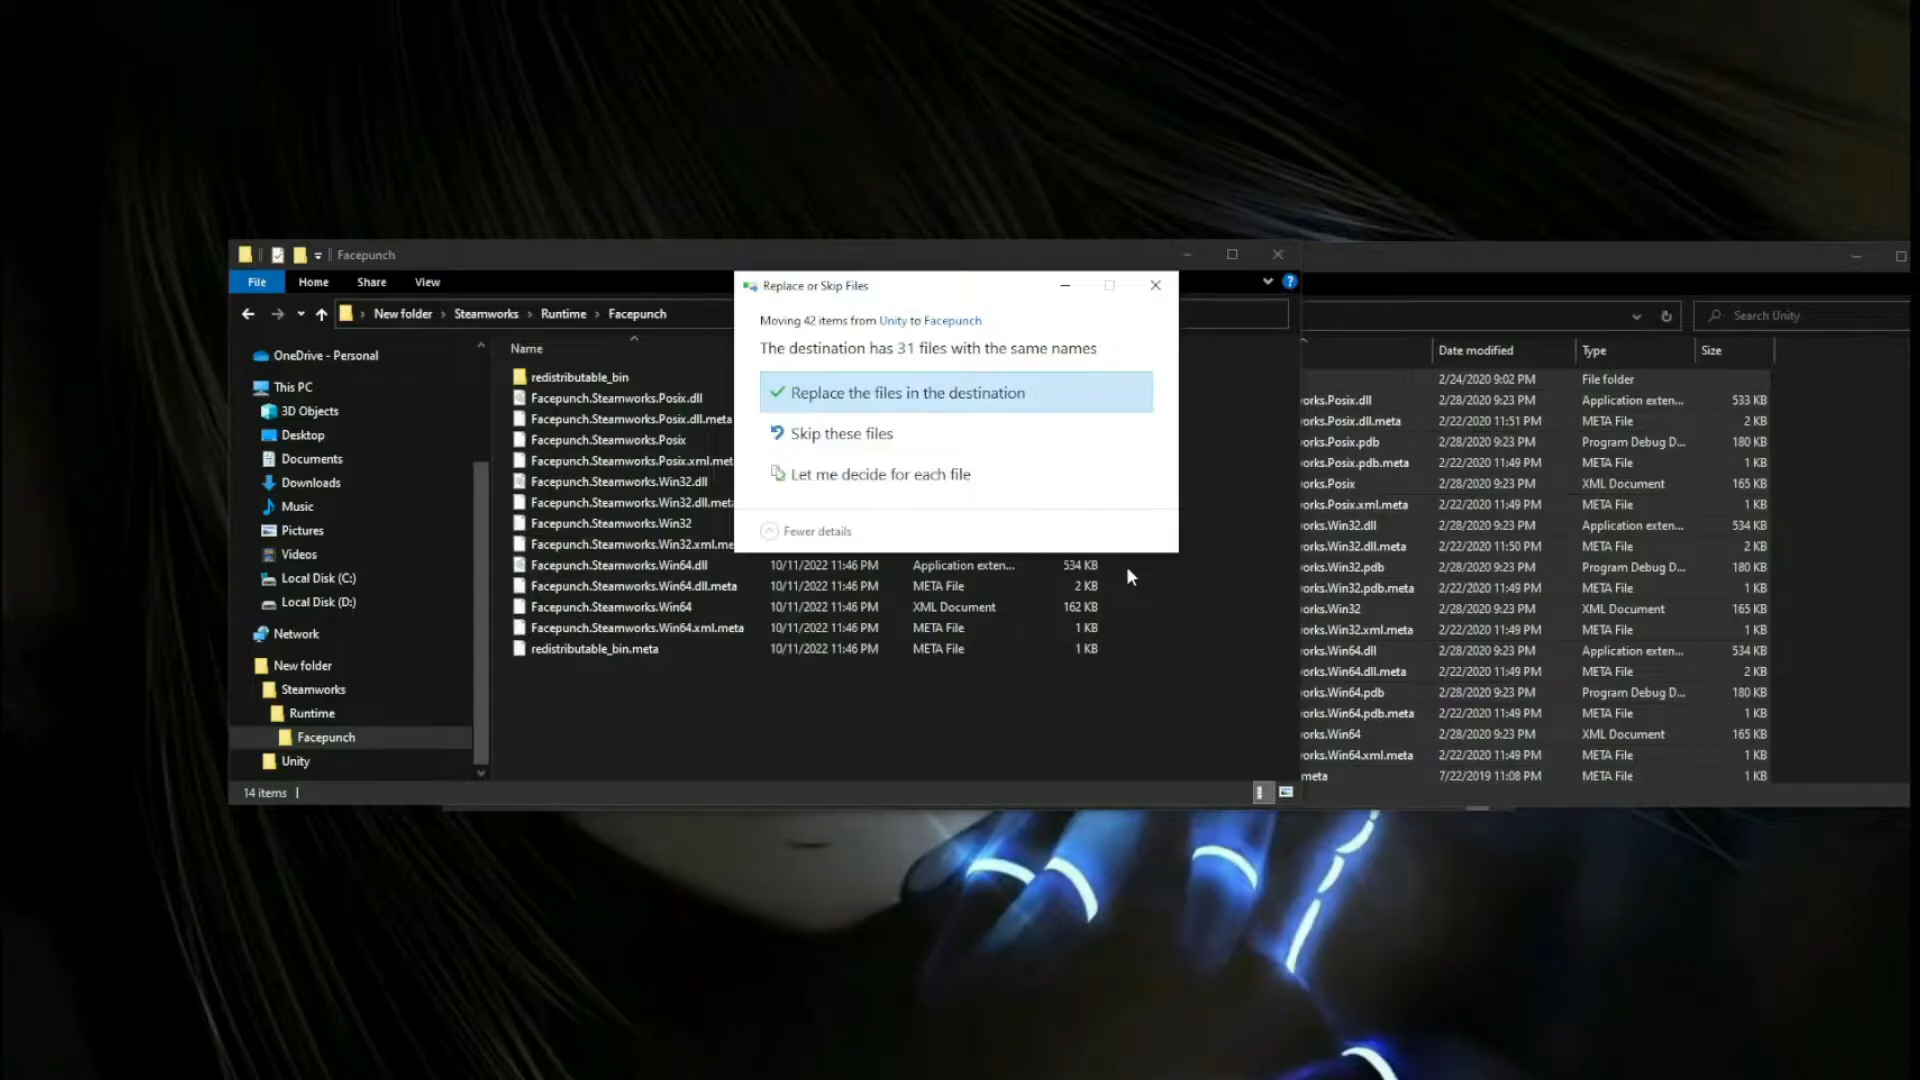 Facepunch
File Home Share View
New folder Steamworks Runtime Facepunch
Search Unity
OneDrive - Personal
This PC
3D Objects
Desktop
Documents
Downloads
Music
Pictures
Videos
Local Disk (C:)
Local Disk (D:)
Network
New folder
Steamworks
Runtime
Facepunch
Unity
14 items
Name
redistributable_bin
Facepunch.Steamworks.Posix.dll
Facepunch.Steamworks.Posix.dll.meta
Facepunch.Steamworks.Posix
Facepunch.Steamworks.Posix.xml.met
Facepunch.Steamworks.Win32.dll
Facepunch.Steamworks.Win32.dll.met
Facepunch.Steamworks.Win32
Facepunch.Steamworks.Win32.xml.me
Facepunch.Steamworks.Win64.dll 10/11/2022 11:46 PM Application exten... 534 KB
Facepunch.Steamworks.Win64.dll.meta 10/11/2022 11:46 PM META File 2 KB
Facepunch.Steamworks.Win64 10/11/2022 11:46 PM XML Document 162 KB
Facepunch.Steamworks.Win64.xml.meta 10/11/2022 11:46 PM META File 1 KB
redistributable_bin.meta 10/11/2022 11:46 PM META File 1 KB
Replace or Skip Files
Moving 42 items from Unity to Facepunch
The destination has 31 files with the same names
Replace the files in the destination
Skip these files
Let me decide for each file
Fewer details
Date modified Type Size
2/24/2020 9:02 PM File folder
orks.Posix.dll 2/28/2020 9:23 PM Application exten... 533 KB
orks.Posix.dll.meta 2/22/2020 11:51 PM META File 2 KB
orks.Posix.pdb 2/28/2020 9:23 PM Program Debug D... 180 KB
orks.Posix.pdb.meta 2/22/2020 11:49 PM META File 1 KB
orks.Posix 2/28/2020 9:23 PM XML Document 165 KB
orks.Posix.xml.meta 2/22/2020 11:49 PM META File 1 KB
orks.Win32.dll 2/28/2020 9:23 PM Application exten... 534 KB
orks.Win32.dll.meta 2/22/2020 11:50 PM META File 2 KB
orks.Win32.pdb 2/28/2020 9:23 PM Program Debug D... 180 KB
orks.Win32.pdb.meta 2/22/2020 11:49 PM META File 1 KB
orks.Win32 2/28/2020 9:23 PM XML Document 165 KB
orks.Win32.xml.meta 2/22/2020 11:49 PM META File 1 KB
orks.Win64.dll 2/28/2020 9:23 PM Application exten... 534 KB
orks.Win64.dll.meta 2/22/2020 11:49 PM META File 2 KB
orks.Win64.pdb 2/28/2020 9:23 PM Program Debug D... 180 KB
orks.Win64.pdb.meta 2/22/2020 11:49 PM META File 1 KB
orks.Win64 2/28/2020 9:23 PM XML Document 165 KB
orks.Win64.xml.meta 2/22/2020 11:49 PM META File 1 KB
meta 7/22/2019 11:08 PM META File 1 KB